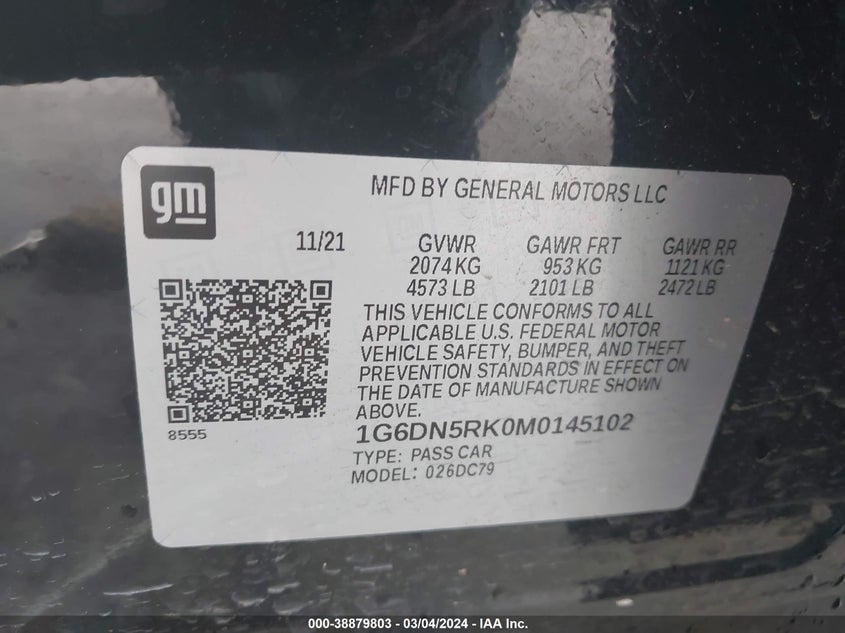 gm
MFD BY GENERAL MOTORS LLC
11/21 GVWR GAWR FRT GAWR RR
2074 KG 953 KG 1121 KG
4573 LB 2101 LB 2472 LB
THIS VEHICLE CONFORMS TO ALL
APPLICABLE U.S. FEDERAL MOTOR
VEHICLE SAFETY, BUMPER, AND THEFT
PREVENTION STANDARDS IN EFFECT ON
THE DATE OF MANUFACTURE SHOWN
ABOVE.
8555
1G6DN5RK0M0145102
TYPE: PASS CAR
MODEL: 026DC79
000-38879803 - 03/04/2024 - IAA Inc.